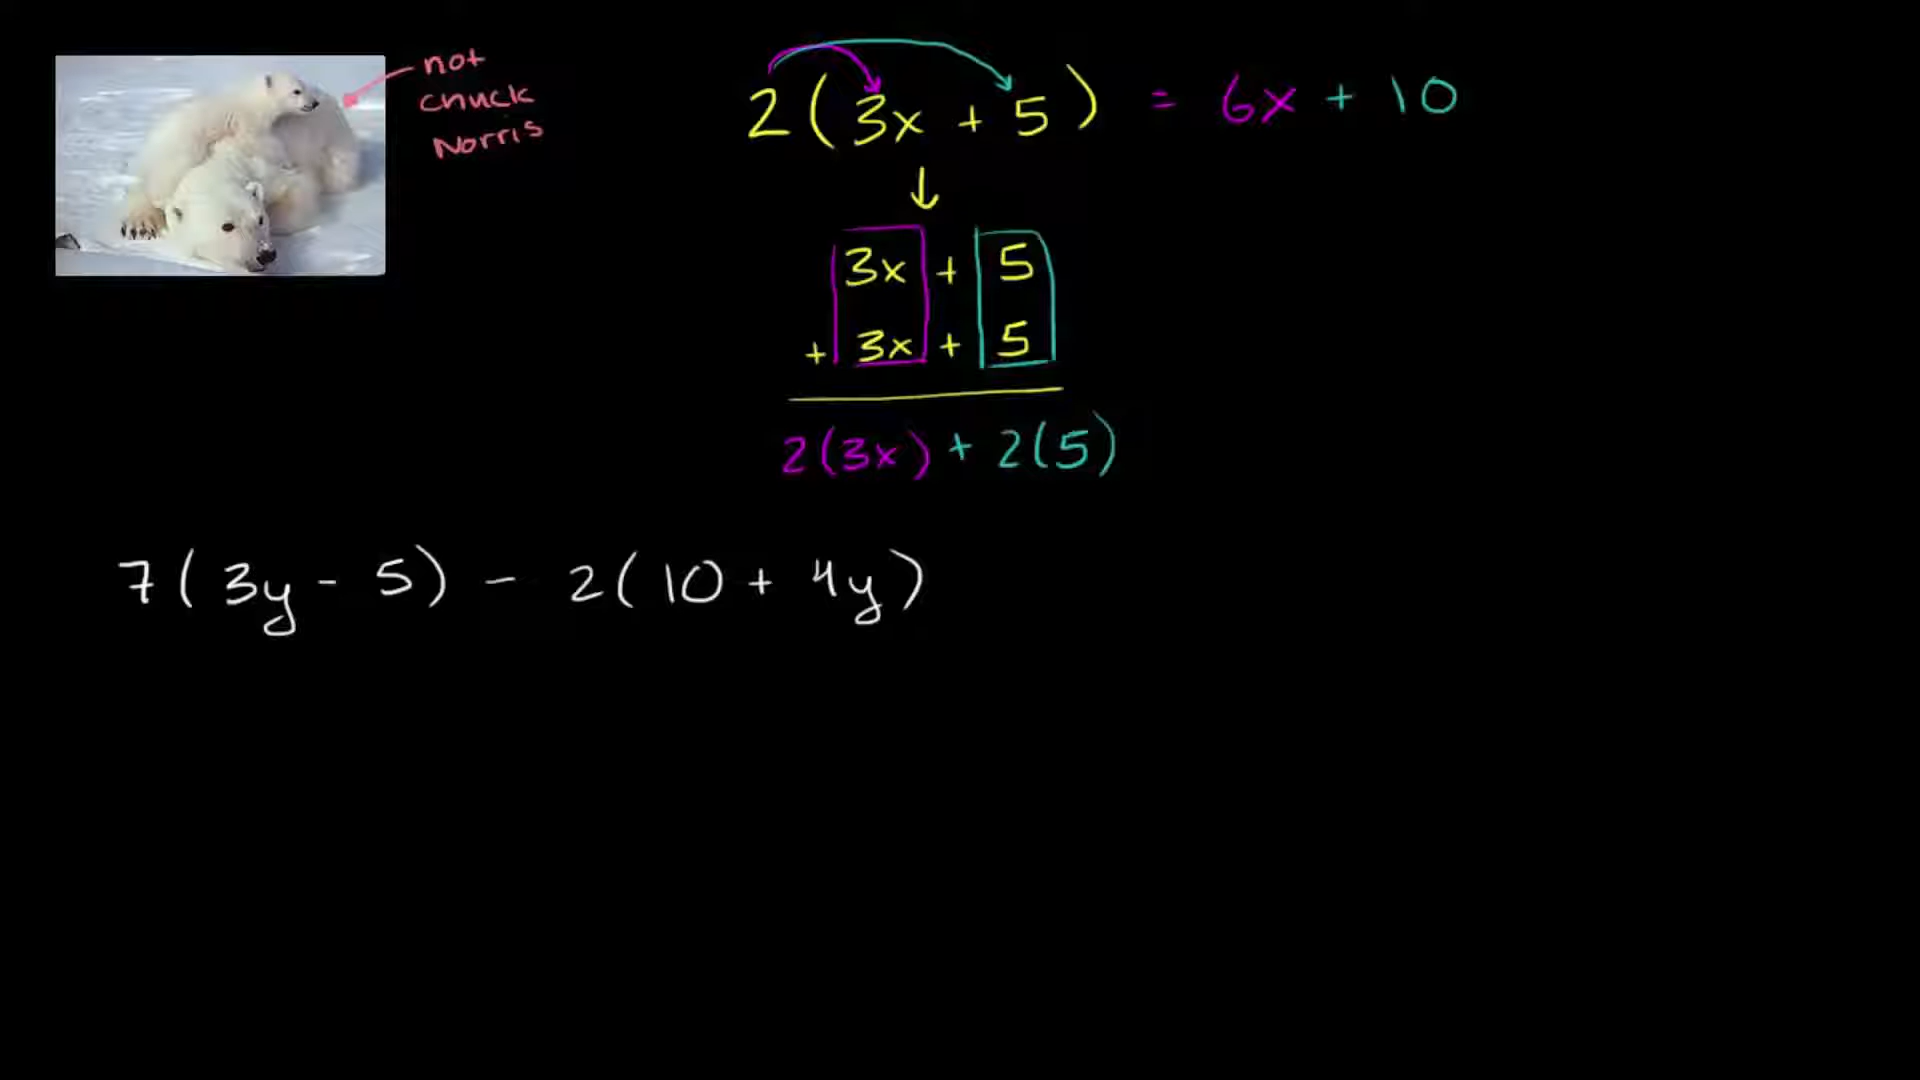 not
chuck
Norris
2(3x + 5) = 6x + 10
↓
3x + 5
+ 3x + 5
2(3x) + 2(5)
7(3y - 5) - 2(10 + 4y)